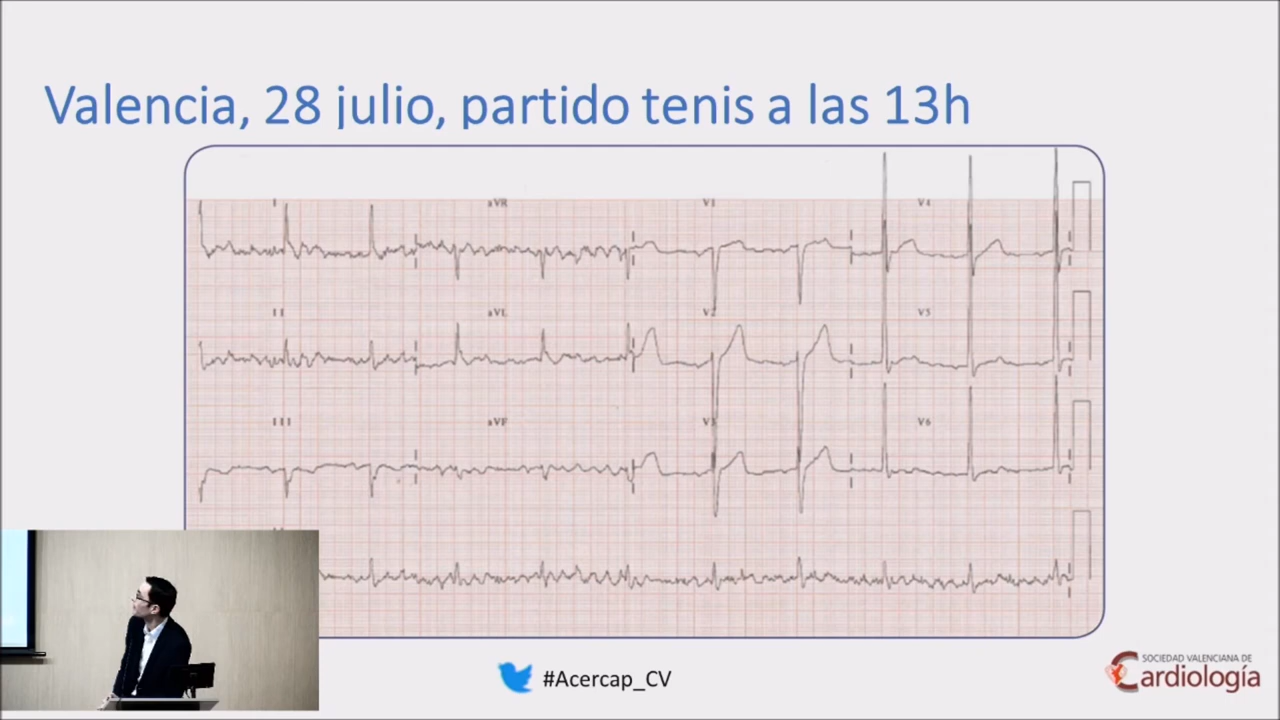 Valencia, 28 julio, partido tenis a las 13h
I aVR V1 V4
II aVL V2 V5
III aVF V3 V6
#Acercap_CV
SOCIEDAD VALENCIANA DE
Cardiología